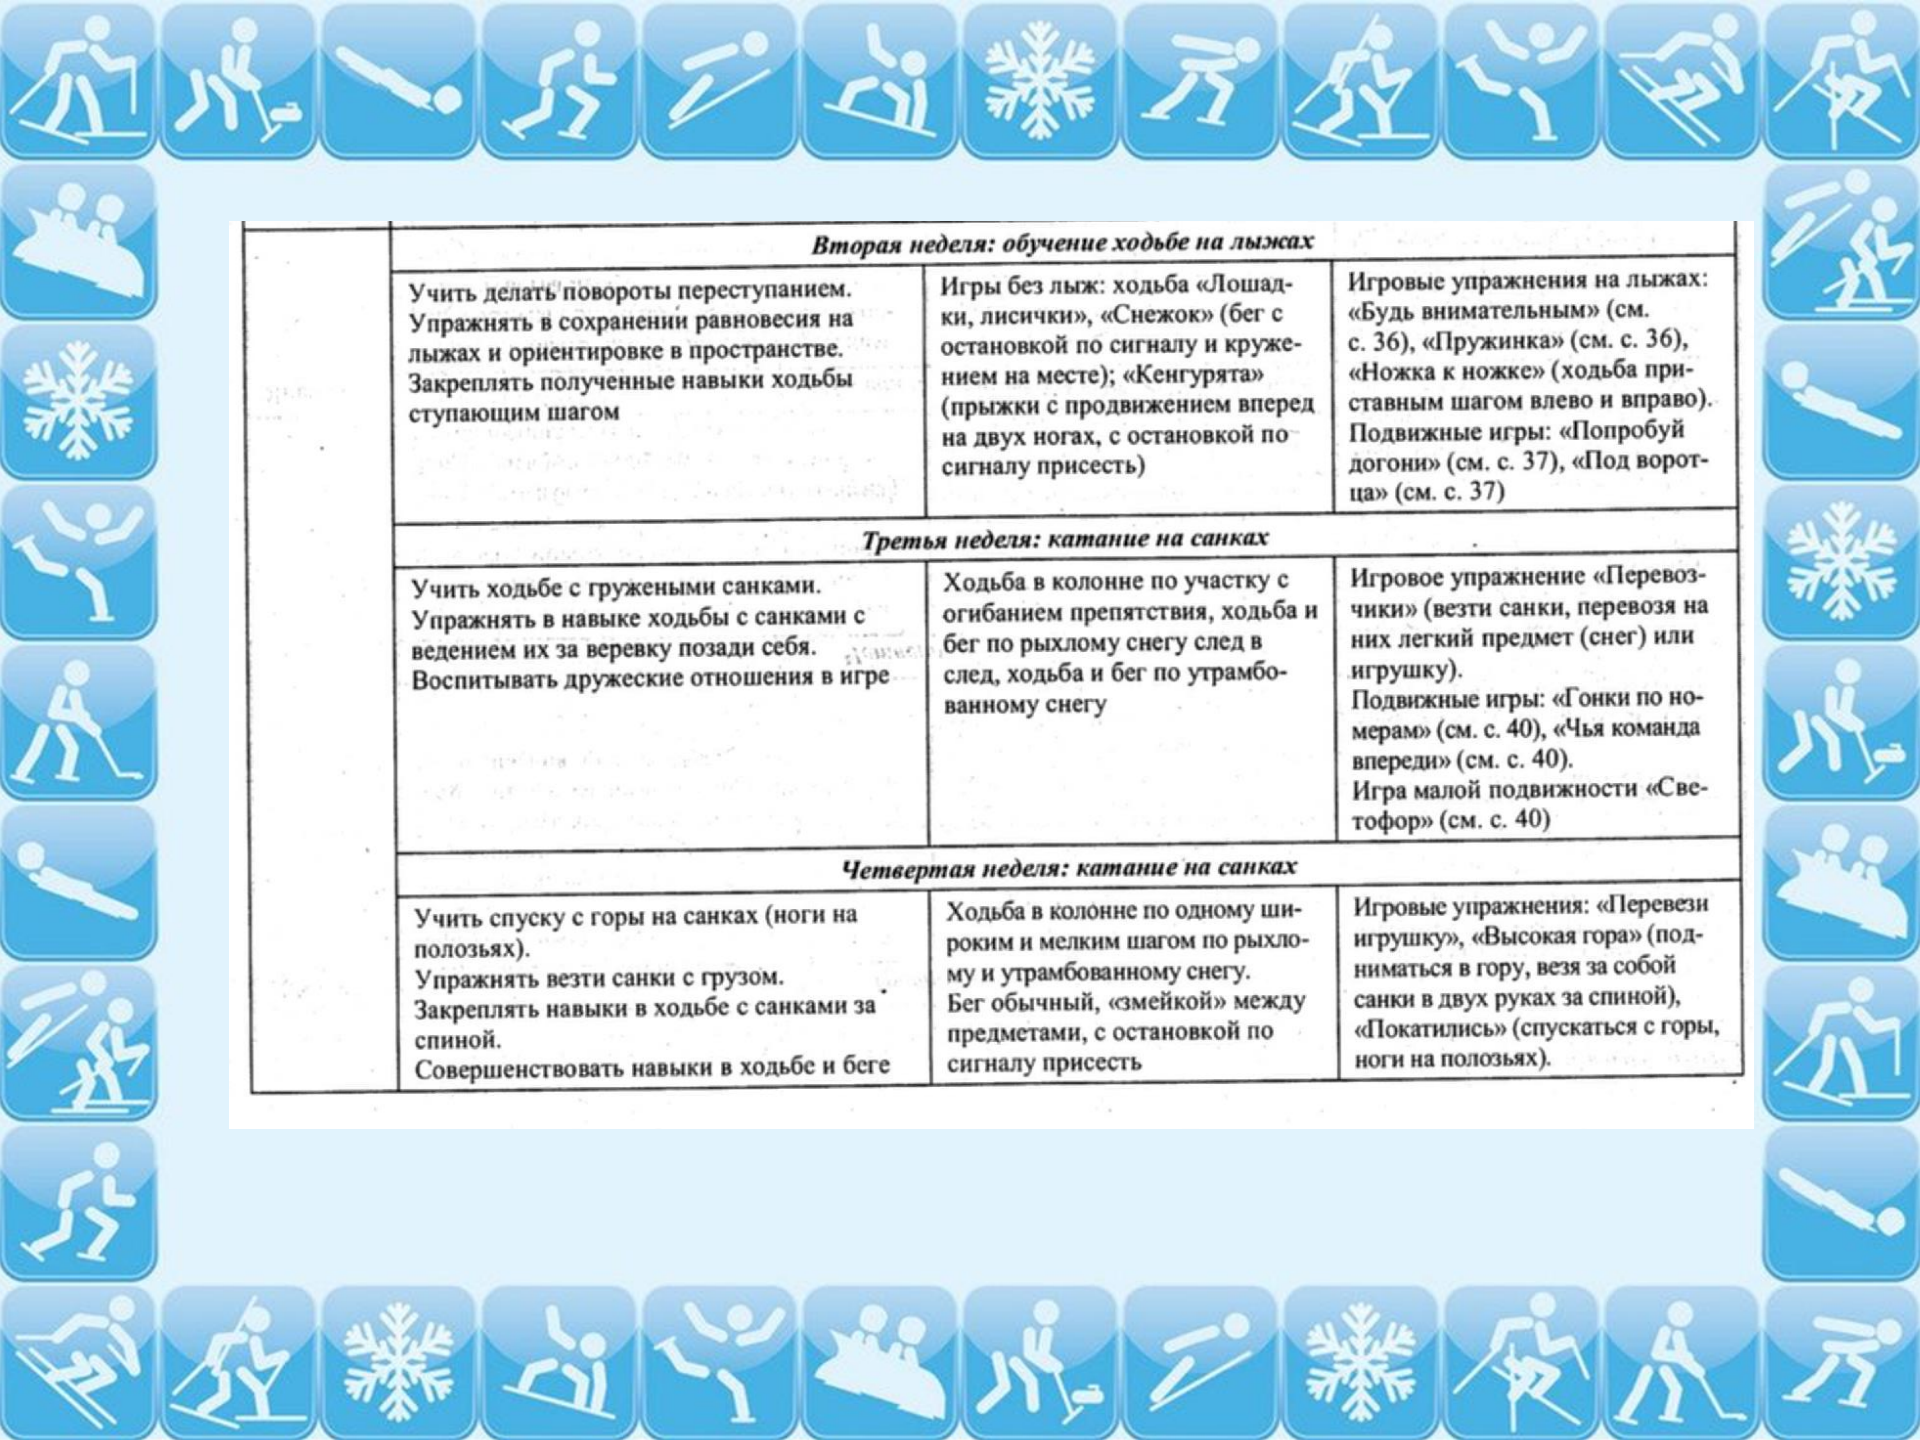 Вторая неделя: обучение ходьбе на лыжах
Учить делать повороты переступанием.
Упражнять в сохранении равновесия на
лыжах и ориентировке в пространстве.
Закреплять полученные навыки ходьбы
ступающим шагом
Игры без лыж: ходьба «Лошад-
ки, лисички», «Снежок» (бег с
остановкой по сигналу и круже-
нием на месте); «Кенгурята»
(прыжки с продвижением вперед
на двух ногах, с остановкой по
сигналу присесть)
Игровые упражнения на лыжах:
«Будь внимательным» (см.
с. 36), «Пружинка» (см. с. 36),
«Ножка к ножке» (ходьба при-
ставным шагом влево и вправо).
Подвижные игры: «Попробуй
догони» (см. с. 37), «Под ворот-
ца» (см. с. 37)
Третья неделя: катание на санках
Учить ходьбе с гружеными санками.
Упражнять в навыке ходьбы с санками с
ведением их за веревку позади себя.
Воспитывать дружеские отношения в игре
Ходьба в колонне по участку с
огибанием препятствия, ходьба и
бег по рыхлому снегу след в
след, ходьба и бег по утрамбо-
ванному снегу
Игровое упражнение «Перевоз-
чики» (везти санки, перевозя на
них легкий предмет (снег) или
игрушку).
Подвижные игры: «Гонки по но-
мерам» (см. с. 40), «Чья команда
впереди» (см. с. 40).
Игра малой подвижности «Све-
тофор» (см. с. 40)
Четвертая неделя: катание на санках
Учить спуску с горы на санках (ноги на
полозьях).
Упражнять везти санки с грузом.
Закреплять навыки в ходьбе с санками за
спиной.
Совершенствовать навыки в ходьбе и беге
Ходьба в колонне по одному ши-
роким и мелким шагом по рыхло-
му и утрамбованному снегу.
Бег обычный, «змейкой» между
предметами, с остановкой по
сигналу присесть
Игровые упражнения: «Перевези
игрушку», «Высокая гора» (под-
ниматься в гору, везя за собой
санки в двух руках за спиной),
«Покатились» (спускаться с горы,
ноги на полозьях).